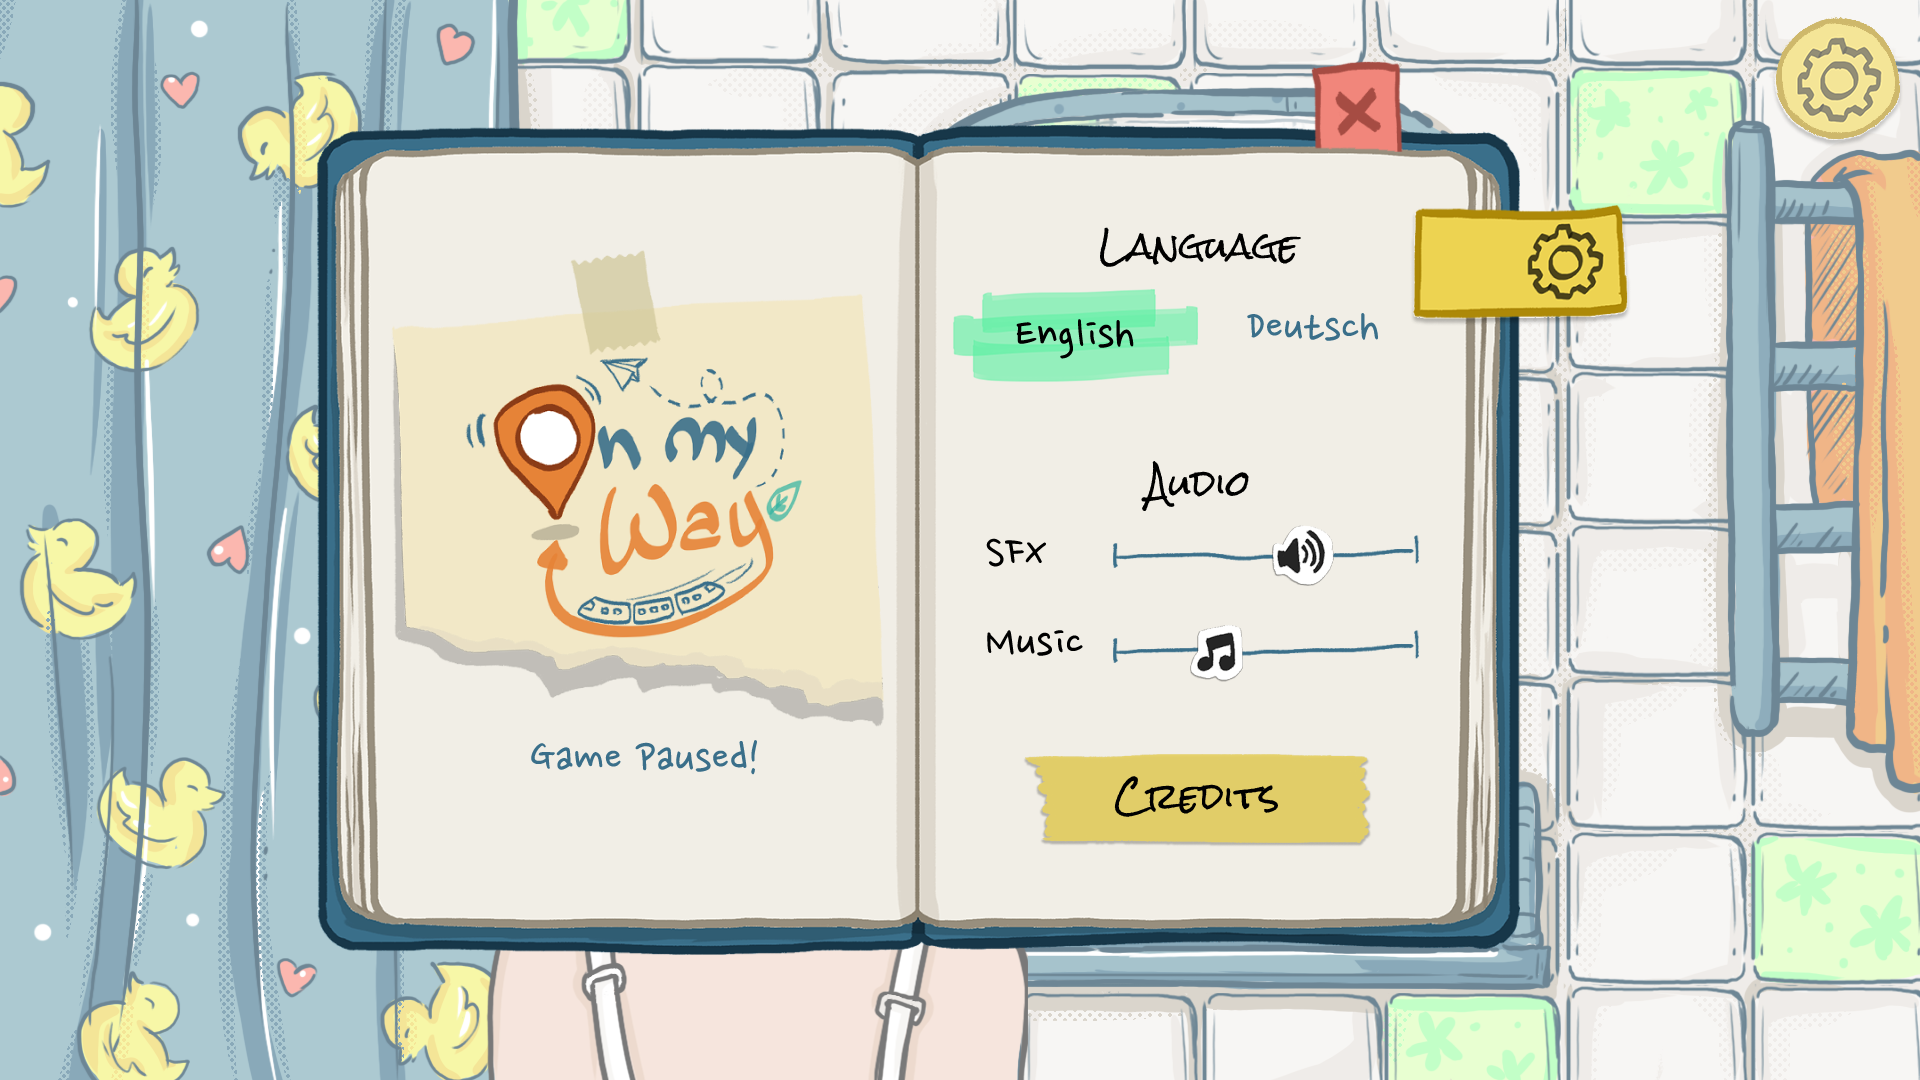 On my
Way
Game Paused!
Language
English
Deutsch
Audio
SFX
Music
Credits